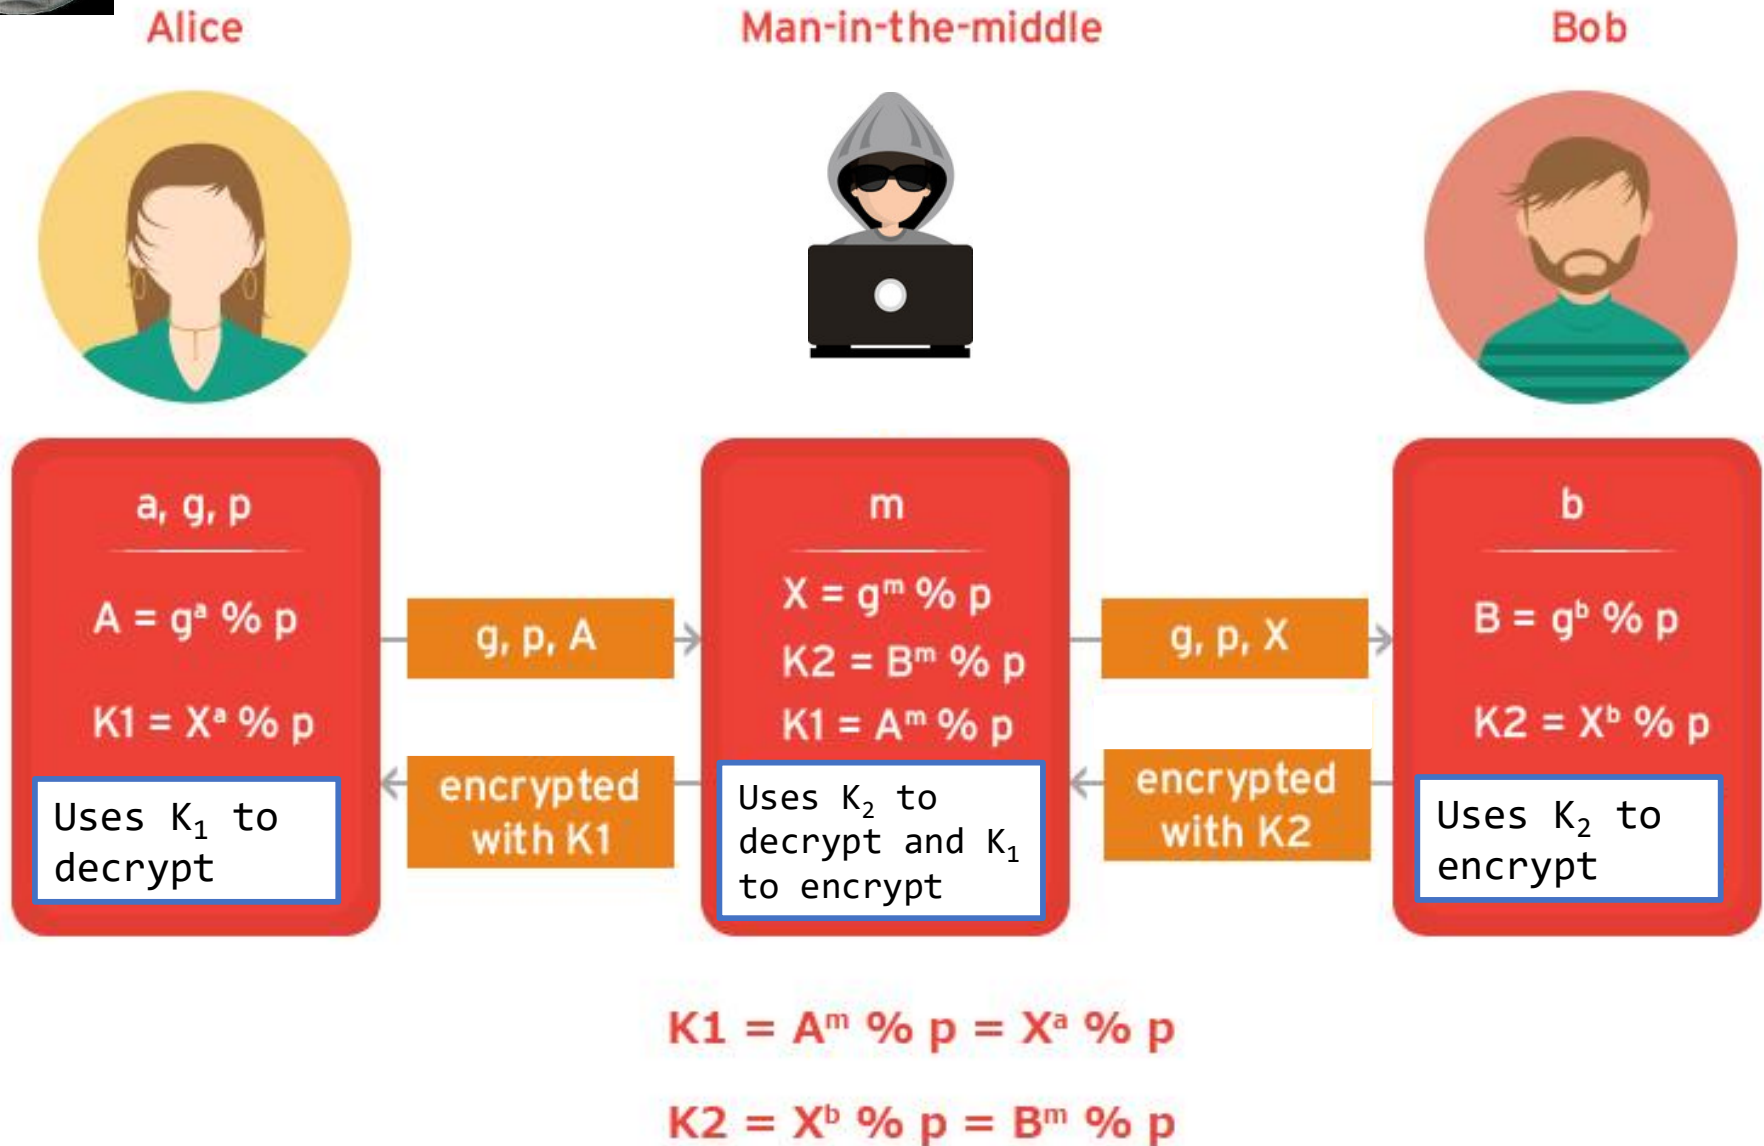 Alice
Man-in-the-middle
Bob
a, g, p
A = gᵃ % p
K1 = Xᵃ % p
Uses K₁ to
decrypt
g, p, A
encrypted
with K1
m
X = gᵐ % p
K2 = Bᵐ % p
K1 = Aᵐ % p
Uses K₂ to
decrypt and K₁
to encrypt
g, p, X
encrypted
with K2
b
B = gᵇ % p
K2 = Xᵇ % p
Uses K₂ to
encrypt
K1 = Aᵐ % p = Xᵃ % p
K2 = Xᵇ % p = Bᵐ % p